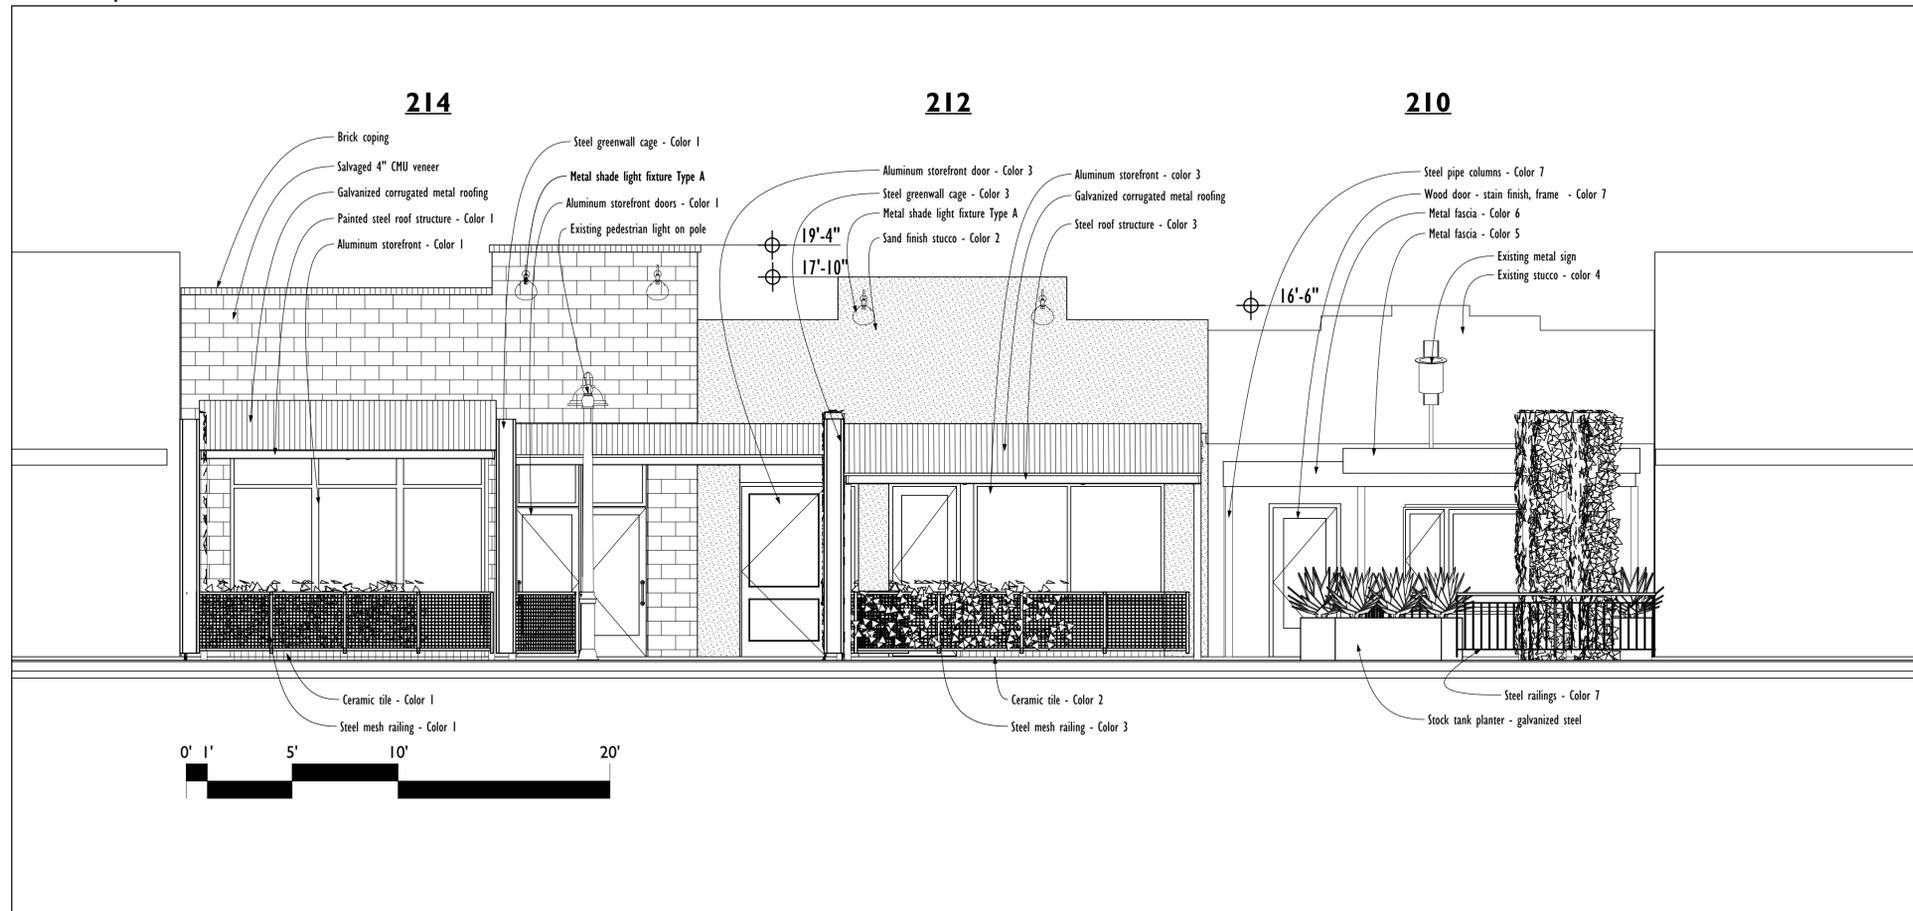 214
212
210
Brick coping
Salvaged 4" CMU veneer
Galvanized corrugated metal roofing
Painted steel roof structure - Color 1
Aluminum storefront - Color 1
Steel greenwall cage - Color 1
Metal shade light fixture Type A
Aluminum storefront doors - Color 1
Existing pedestrian light on pole
19'-4"
17'-10"
Aluminum storefront door - Color 3
Steel greenwall cage - Color 3
Metal shade light fixture Type A
Sand finish stucco - Color 2
Aluminum storefront - color 3
Galvanized corrugated metal roofing
Steel roof structure - Color 3
16'-6"
Steel pipe columns - Color 7
Wood door - stain finish, frame - Color 7
Metal fascia - Color 6
Metal fascia - Color 5
Existing metal sign
Existing stucco - color 4
Ceramic tile - Color 1
Steel mesh railing - Color 1
Ceramic tile - Color 2
Steel mesh railing - Color 3
Steel railings - Color 7
Stock tank planter - galvanized steel
0' 1' 5' 10' 20'